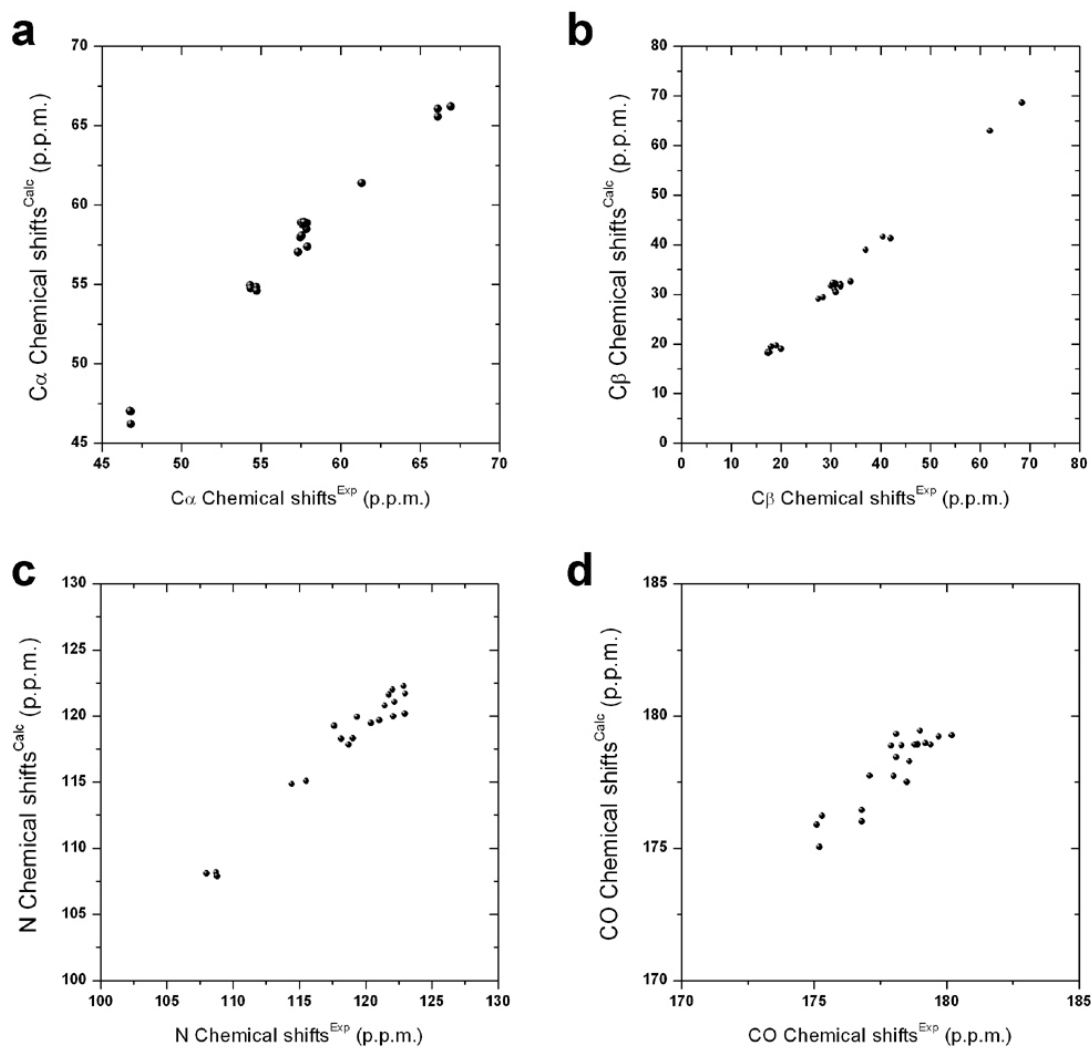 a
70
65
60
55
50
45
45 50 55 60 65 70
Cα Chemical shifts^Calc (p.p.m.)
Cα Chemical shifts^Exp (p.p.m.)
b
80
70
60
50
40
30
20
10
0
0 10 20 30 40 50 60 70 80
Cβ Chemical shifts^Calc (p.p.m.)
Cβ Chemical shifts^Exp (p.p.m.)
c
130
125
120
115
110
105
100
100 105 110 115 120 125 130
N Chemical shifts^Calc (p.p.m.)
N Chemical shifts^Exp (p.p.m.)
d
185
180
175
170
170 175 180 185
CO Chemical shifts^Calc (p.p.m.)
CO Chemical shifts^Exp (p.p.m.)